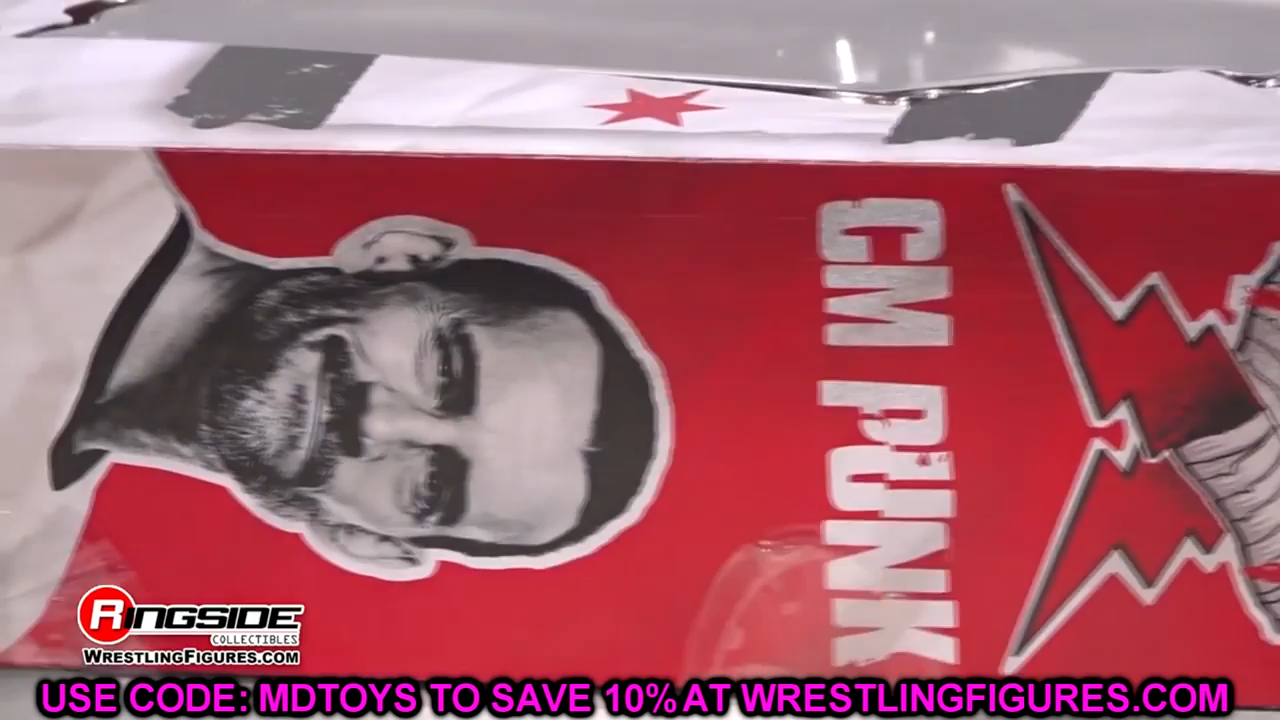 CM PUNK
RINGSIDE
COLLECTIBLES
WRESTLINGFIGURES.COM
USE CODE: MDTOYS TO SAVE 10% AT WRESTLINGFIGURES.COM